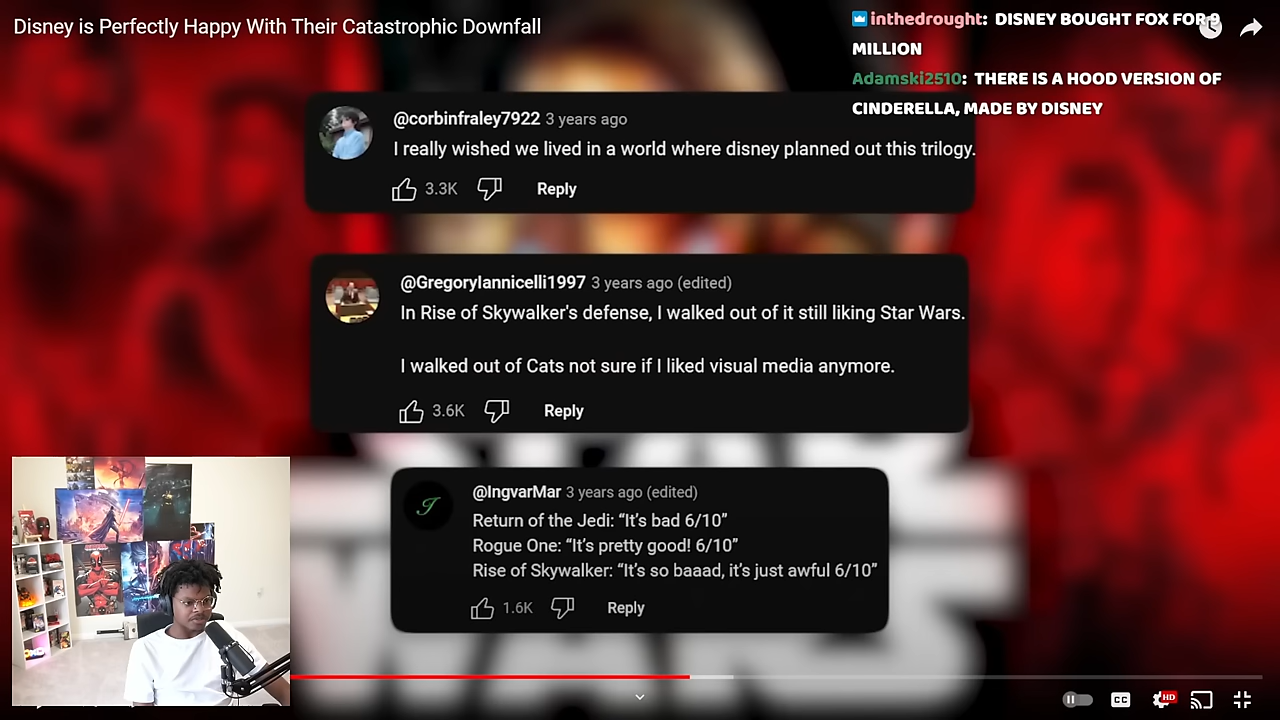 Disney is Perfectly Happy With Their Catastrophic Downfall
inthedrought: DISNEY BOUGHT FOX FOR 9
MILLION
Adamski2510: THERE IS A HOOD VERSION OF
CINDERELLA, MADE BY DISNEY
@corbinfraley7922 3 years ago
I really wished we lived in a world where disney planned out this trilogy.
3.3K Reply
@GregoryIannicelli1997 3 years ago (edited)
In Rise of Skywalker's defense, I walked out of it still liking Star Wars.
I walked out of Cats not sure if I liked visual media anymore.
3.6K Reply
@IngvarMar 3 years ago (edited)
Return of the Jedi: “It's bad 6/10”
Rogue One: “It's pretty good! 6/10”
Rise of Skywalker: “It's so baaad, it's just awful 6/10”
1.6K Reply
CC HD